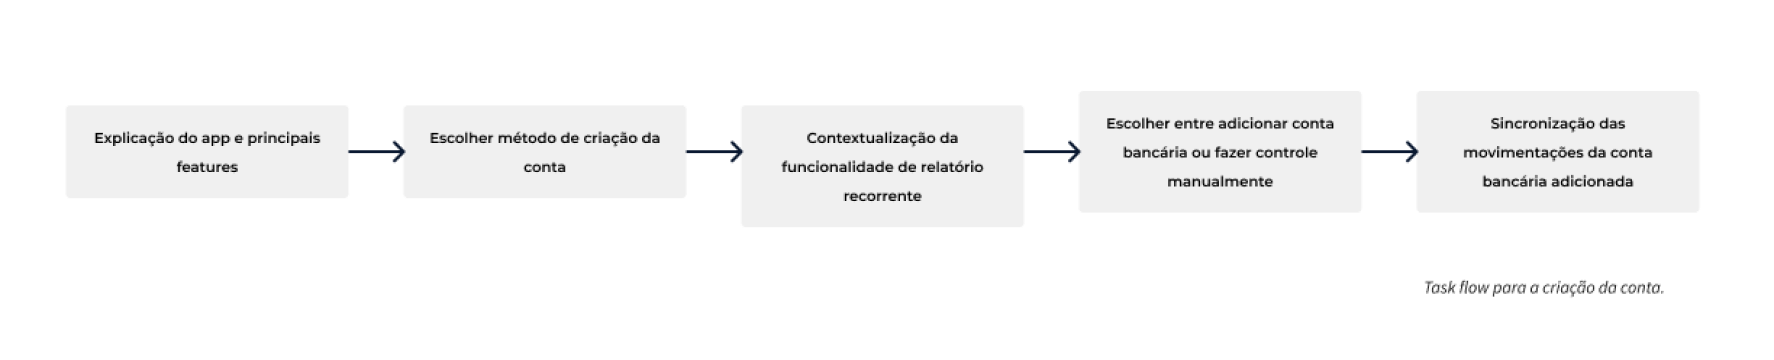 Explicação do app e principais
features
Escolher método de criação da
conta
Contextualização da
funcionalidade de relatório
recorrente
Escolher entre adicionar conta
bancária ou fazer controle
manualmente
Sincronização das
movimentações da conta
bancária adicionada
Task flow para a criação da conta.